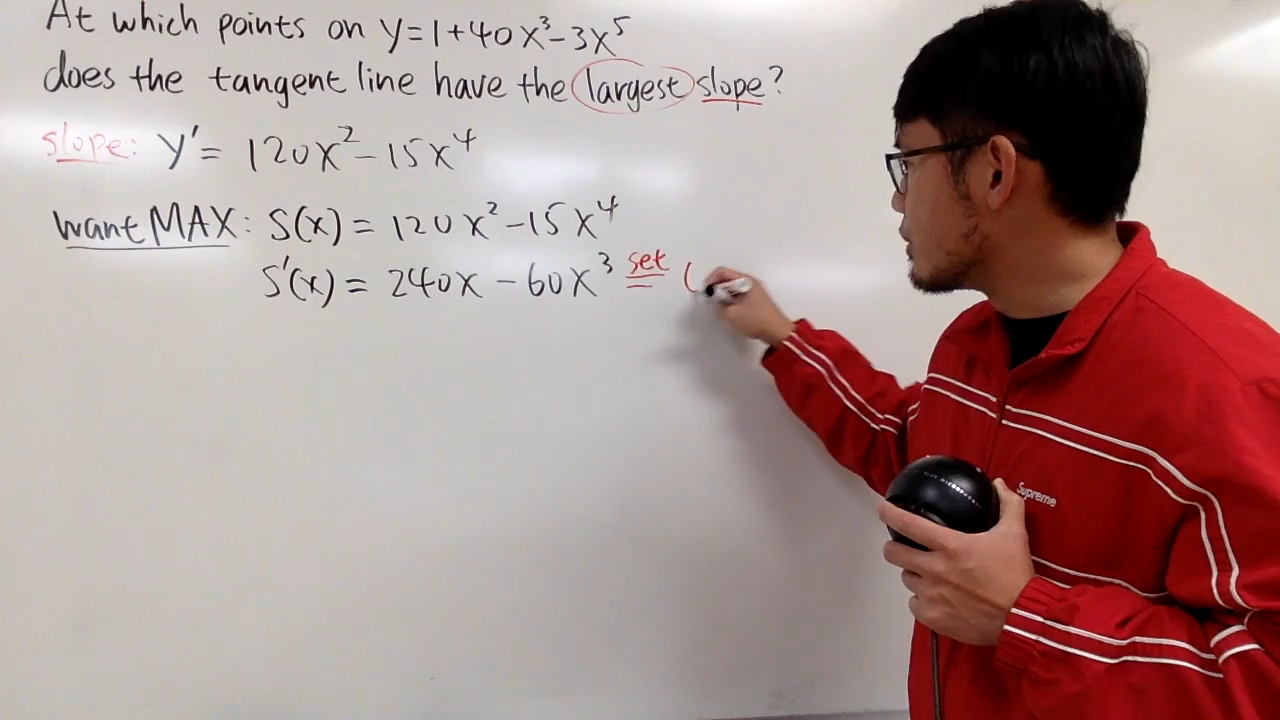 At which points on y=1+40x³-3x⁵
does the tangent line have the largest slope?
slope: y′= 120x²-15x⁴
want MAX: S(x) = 120x²-15x⁴
S′(x) = 240x - 60x³ set = (
Supreme